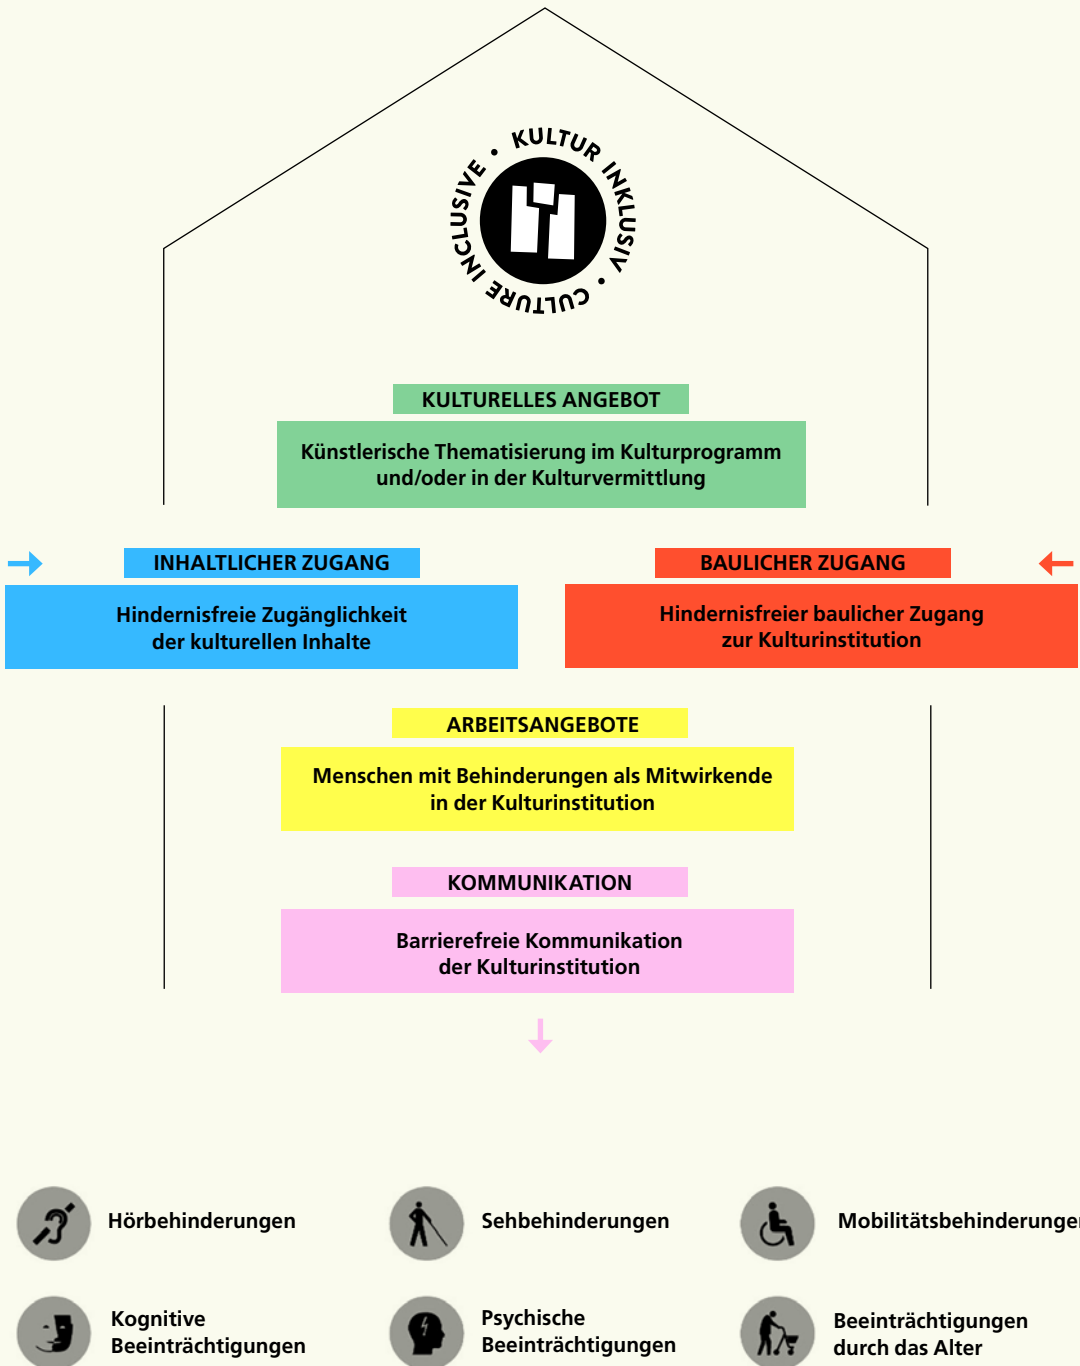 KULTUR INKLUSIV • CULTURE INCLUSIVE •
KULTURELLES ANGEBOT
Künstlerische Thematisierung im Kulturprogramm
und/oder in der Kulturvermittlung
INHALTLICHER ZUGANG
Hindernisfreie Zugänglichkeit
der kulturellen Inhalte
BAULICHER ZUGANG
Hindernisfreier baulicher Zugang
zur Kulturinstitution
ARBEITSANGEBOTE
Menschen mit Behinderungen als Mitwirkende
in der Kulturinstitution
KOMMUNIKATION
Barrierefreie Kommunikation
der Kulturinstitution
Hörbehinderungen
Sehbehinderungen
Mobilitätsbehinderungen
Kognitive
Beeinträchtigungen
Psychische
Beeinträchtigungen
Beeinträchtigungen
durch das Alter